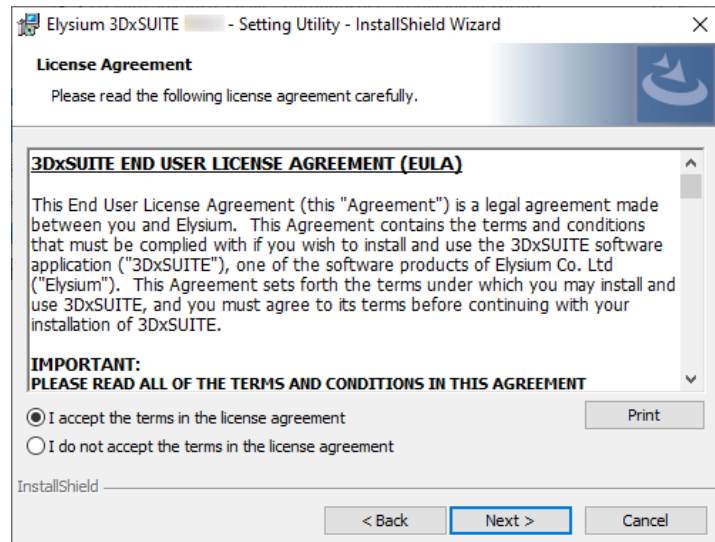 Elysium 3DxSUITE - Setting Utility - InstallShield Wizard
License Agreement
Please read the following license agreement carefully.
3DxSUITE END USER LICENSE AGREEMENT (EULA)
This End User License Agreement (this "Agreement") is a legal agreement made
between you and Elysium. This Agreement contains the terms and conditions
that must be complied with if you wish to install and use the 3DxSUITE software
application ("3DxSUITE"), one of the software products of Elysium Co. Ltd
("Elysium"). This Agreement sets forth the terms under which you may install and
use 3DxSUITE, and you must agree to its terms before continuing with your
installation of 3DxSUITE.
IMPORTANT:
PLEASE READ ALL OF THE TERMS AND CONDITIONS IN THIS AGREEMENT
I accept the terms in the license agreement
Print
I do not accept the terms in the license agreement
InstallShield
< Back
Next >
Cancel